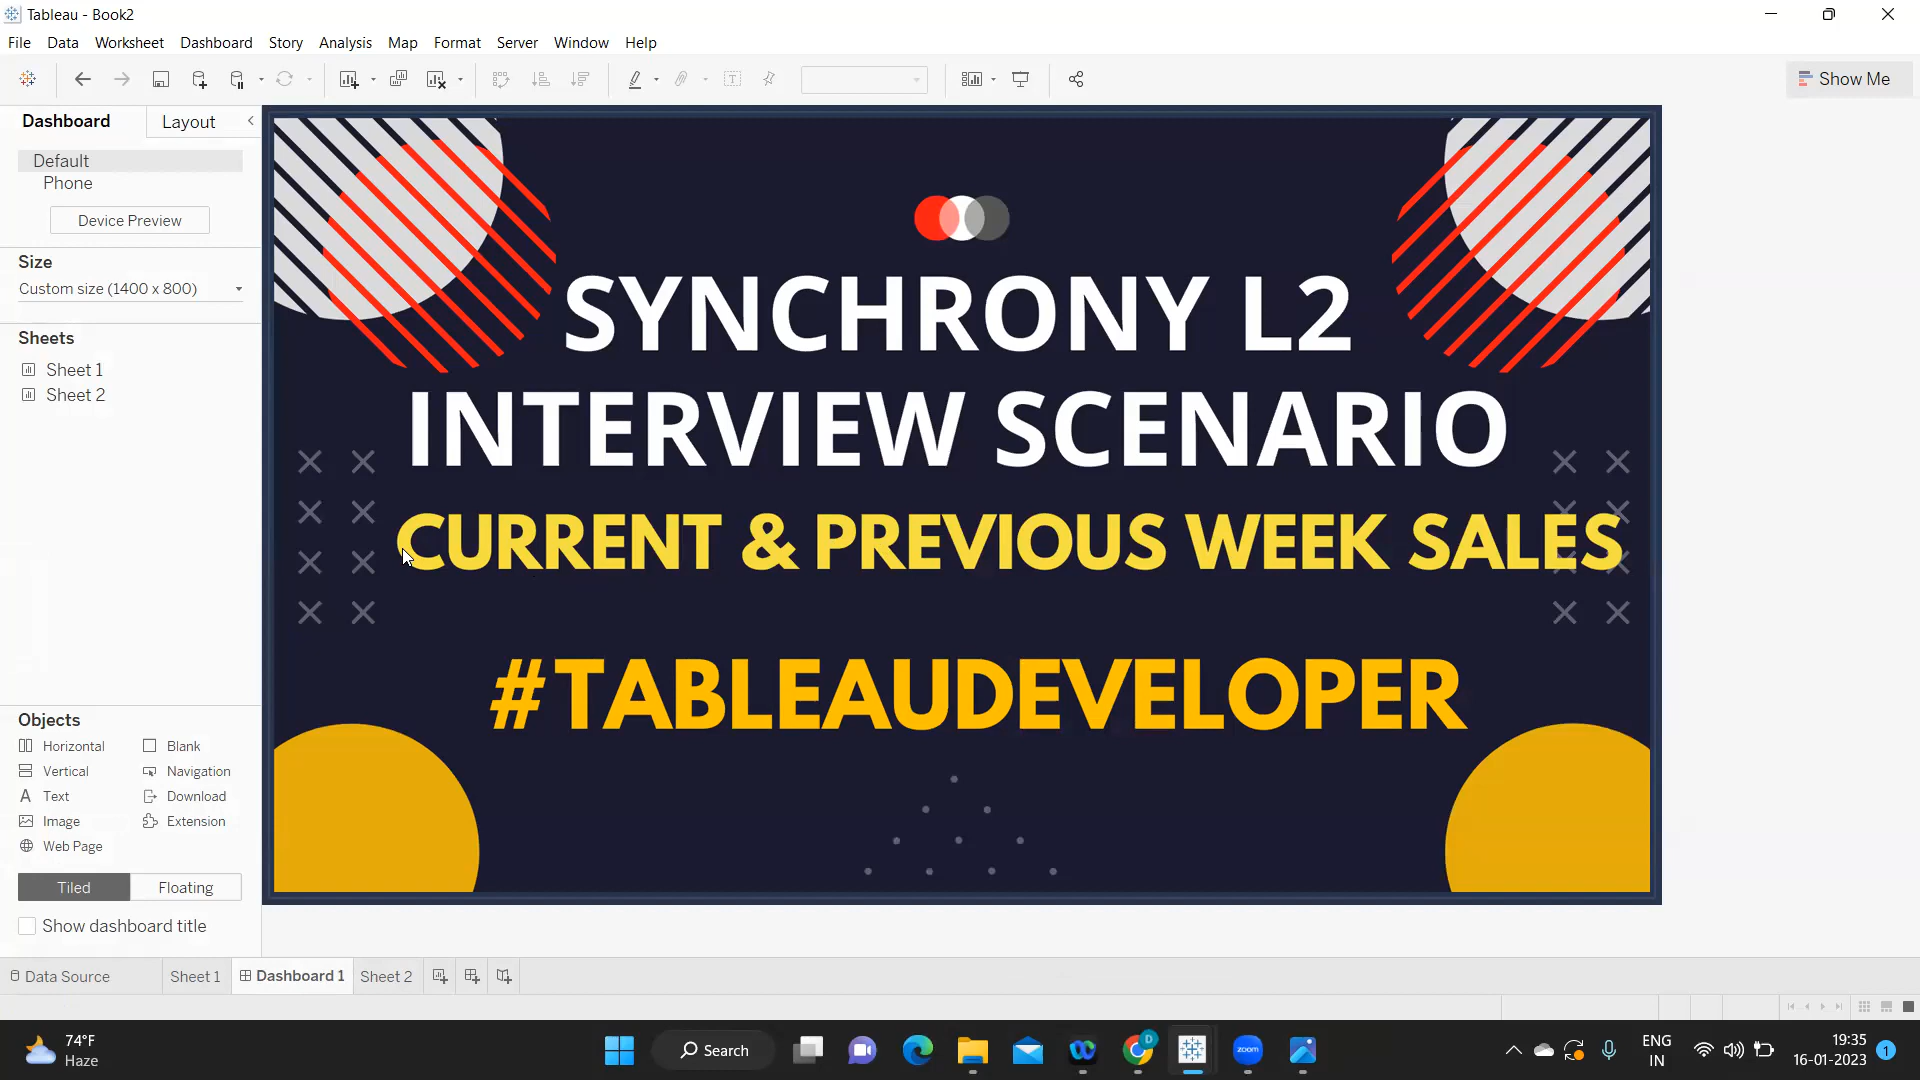 Tableau - Book2
File Data Worksheet Dashboard Story Analysis Map Format Server Window Help
Show Me
Dashboard Layout
Default
Phone
Device Preview
Size
Custom size (1400 x 800)
Sheets
Sheet 1
Sheet 2
SYNCHRONY L2
INTERVIEW SCENARIO
CURRENT & PREVIOUS WEEK SALES
#TABLEAUDEVELOPER
Objects
Horizontal Blank
Vertical Navigation
Text Download
Image Extension
Web Page
Tiled Floating
Show dashboard title
Data Source Sheet 1 Dashboard 1 Sheet 2
74°F
Haze
Search
zoom
D
ENG
IN
19:35
16-01-2023
1